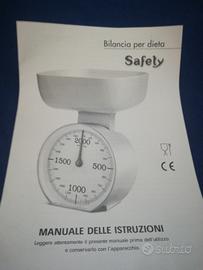 Bilancia per dieta
Safety
2000
1500
500
1000
CE
MANUALE DELLE ISTRUZIONI
Leggere attentamente il presente manuale prima dell'utilizzo
e conservarlo con l'apparecchio.
Subito